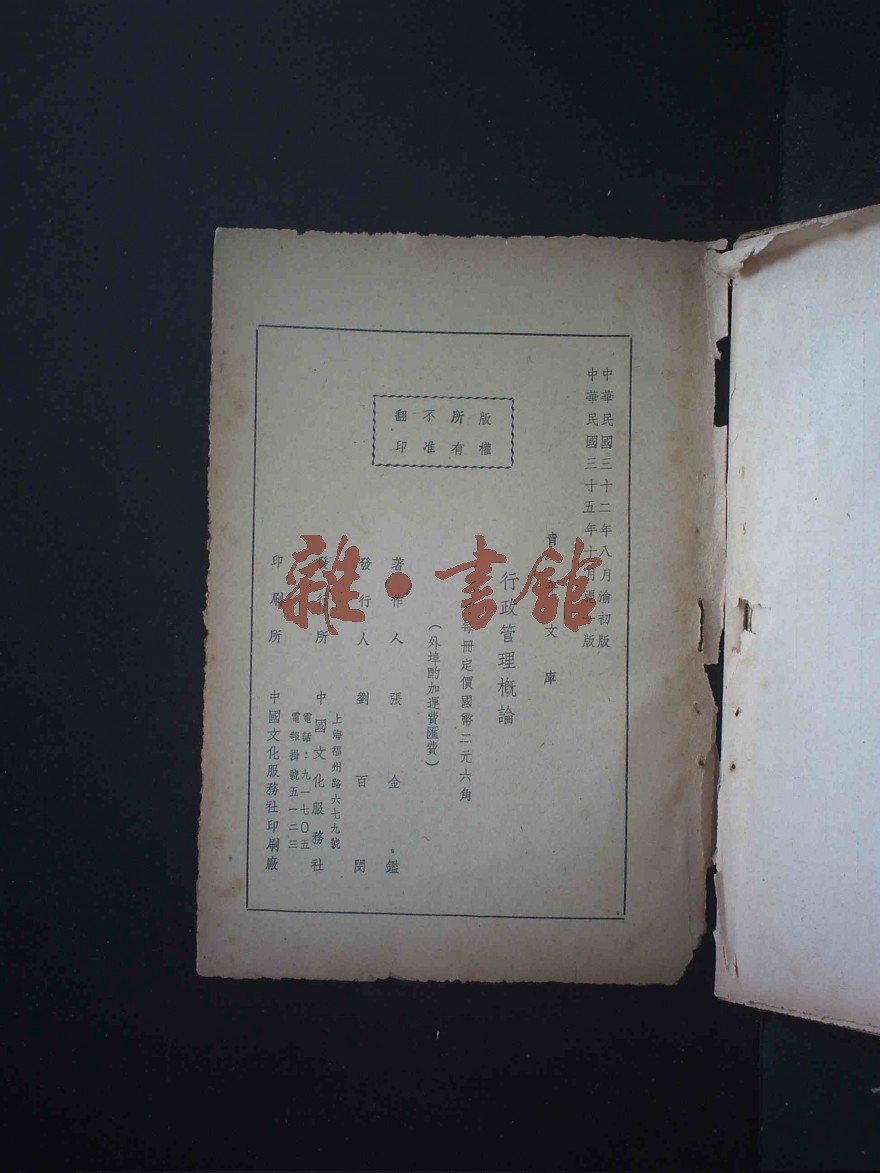 中華民國三十二年八月渝初版
中華民國三十五年十月滬一版
青年文庫
行政管理概論
每冊定價國幣二元六角
(外埠酌加運費匯費)
版權
所有
不准
翻印
著作人 張金鑑
發行人 劉百閔
發行所 中國文化服務社
上海福州路六七九號
電話:九一七〇五
電報掛號五一二三
印刷所 中國文化服務社印刷廠
雜·書館